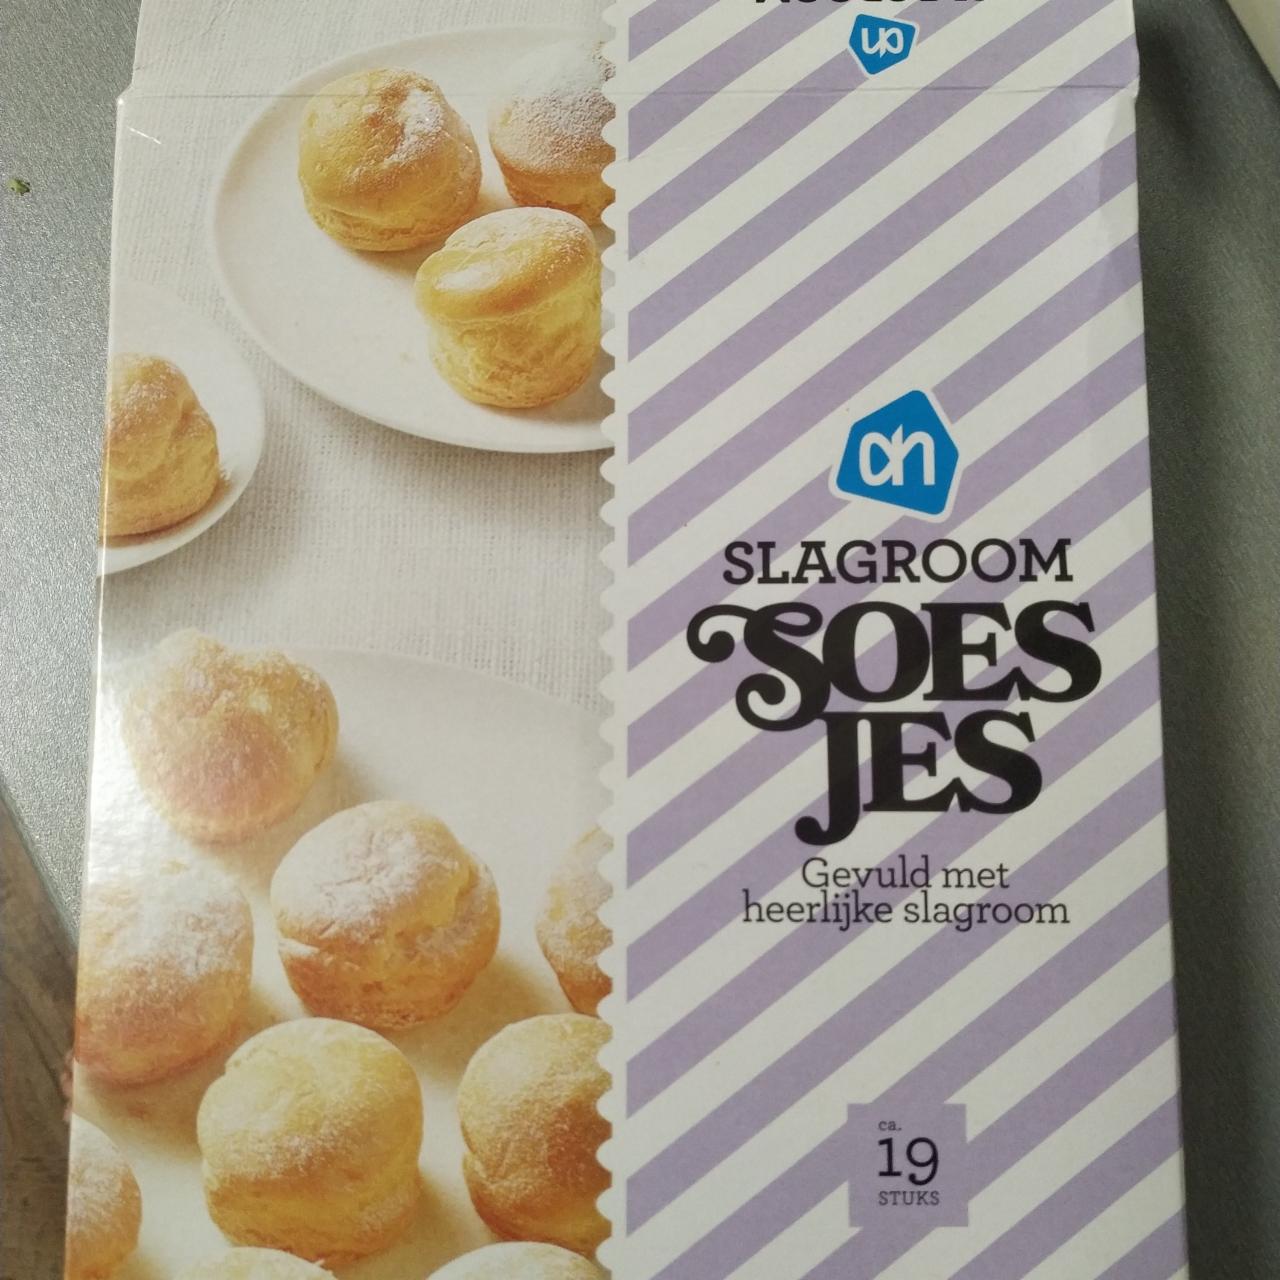 ah
SLAGROOM
SOES
JES
Gevuld met
heerlijke slagroom
ca.
19
STUKS